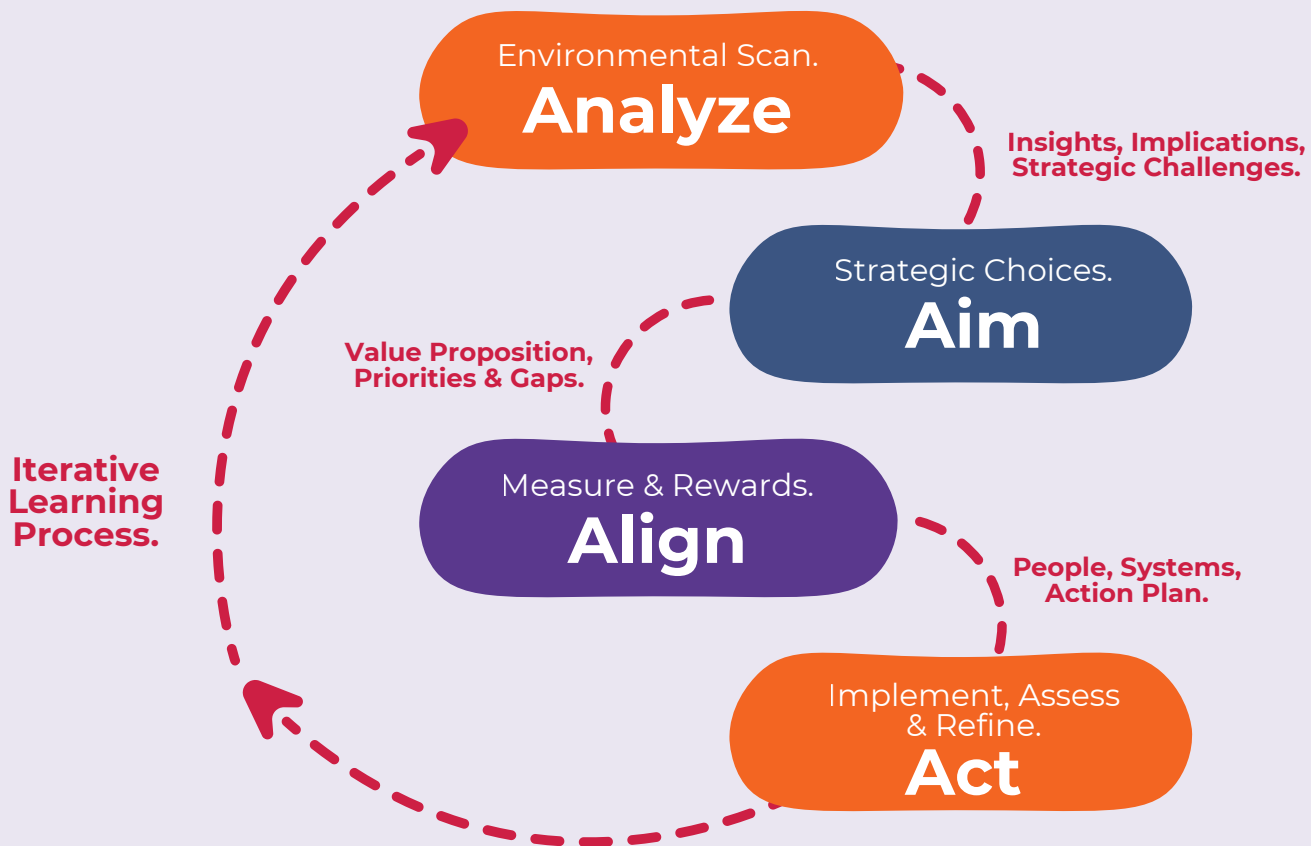 Environmental Scan.
Analyze
Insights, Implications,
Strategic Challenges.
Strategic Choices.
Aim
Value Proposition,
Priorities & Gaps.
Iterative
Learning
Process.
Measure & Rewards.
Align
People, Systems,
Action Plan.
Implement, Assess
& Refine.
Act